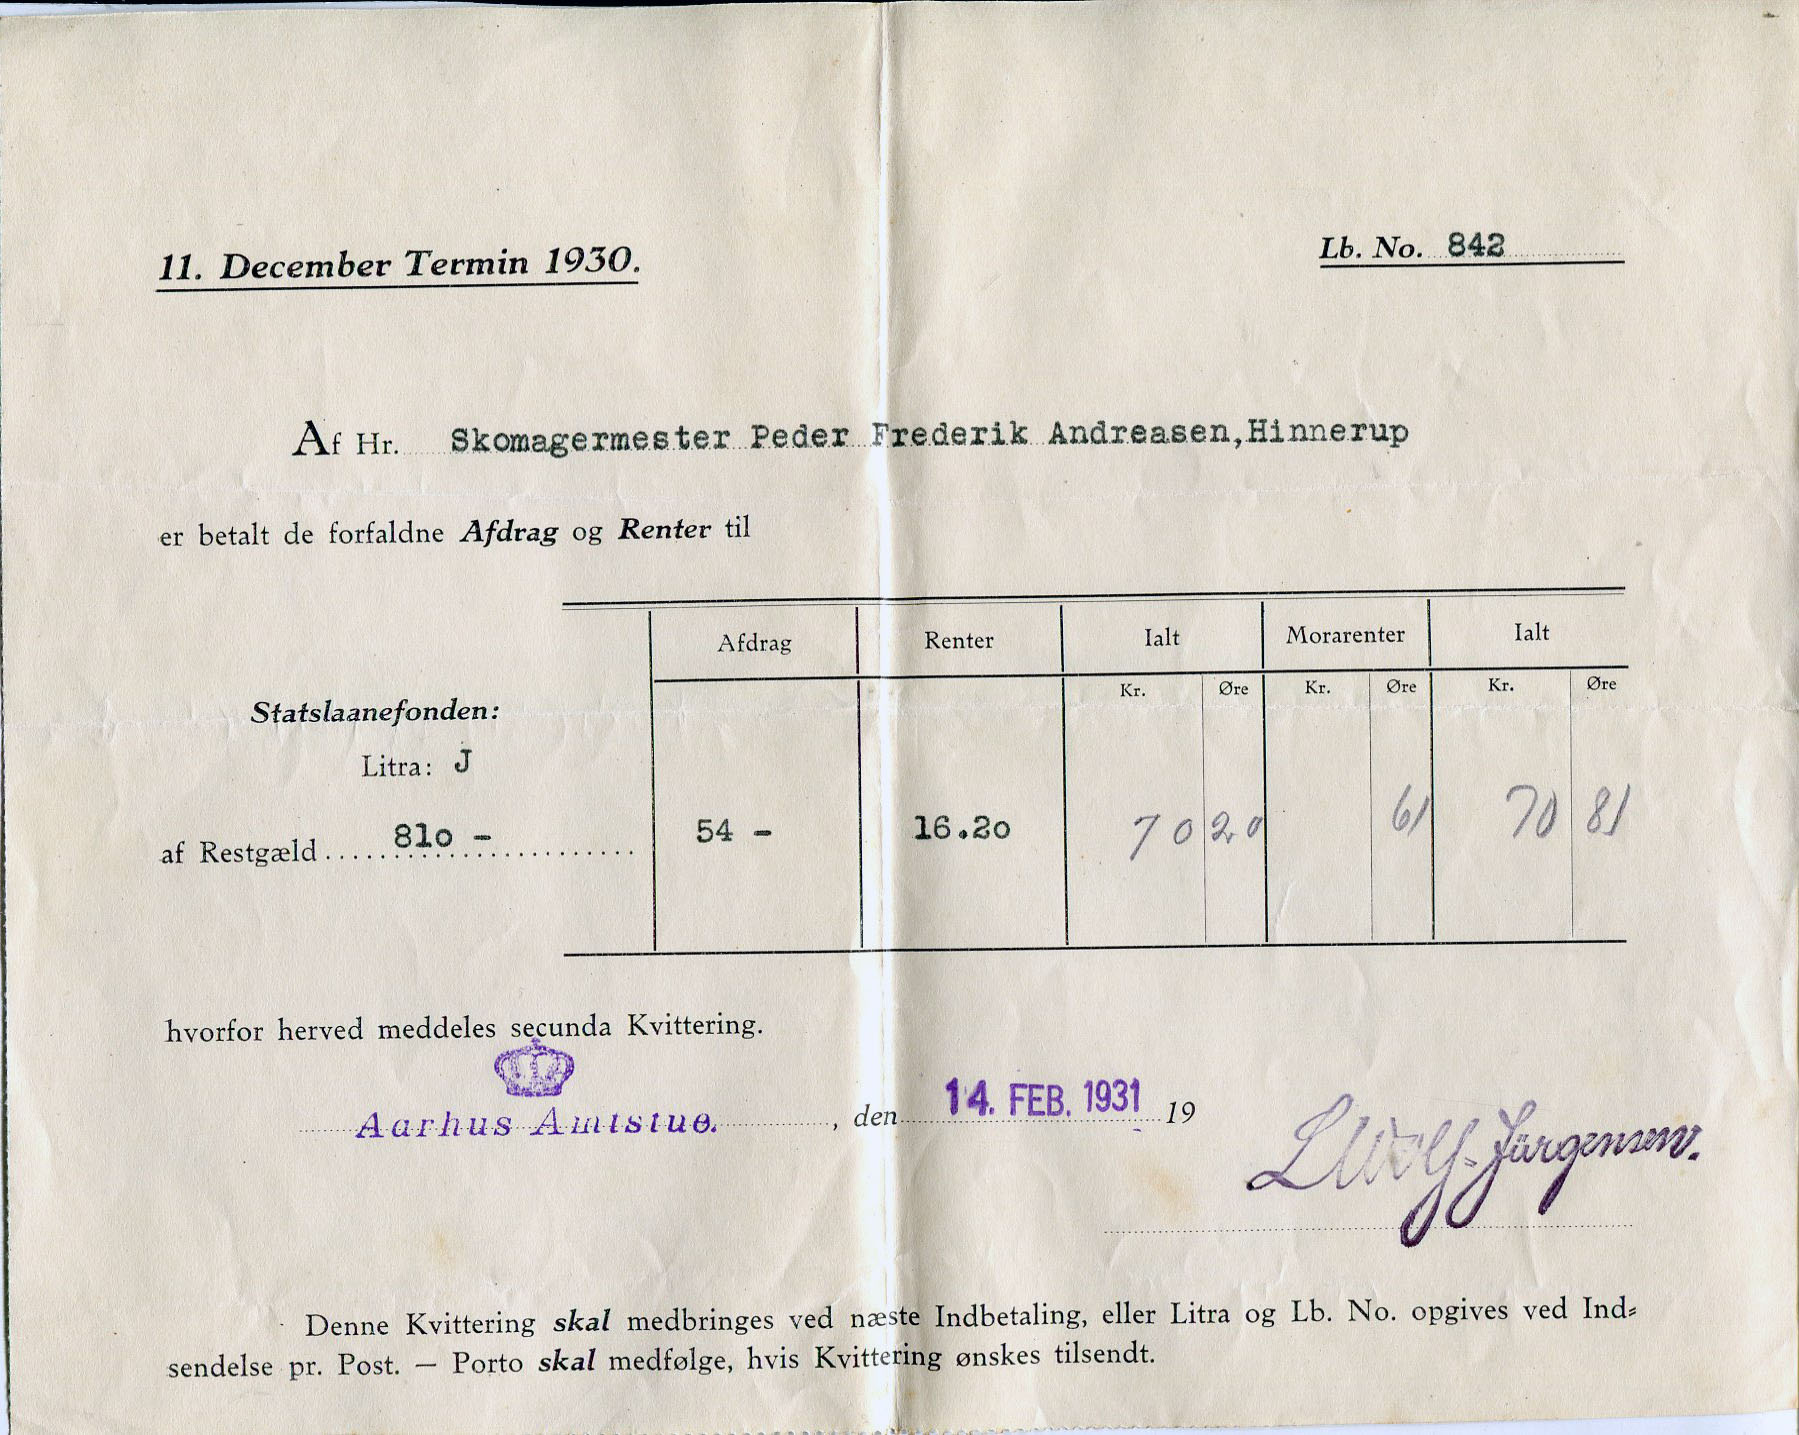 11. December Termin 1930.
Lb. No. 842
Af Hr. Skomagermester Peder Frederik Andreasen, Hinnerup
er betalt de forfaldne Afdrag og Renter til
Afdrag Renter Ialt Morarenter Ialt
Kr. Øre Kr. Øre Kr. Øre
Statslaanefonden:
Litra: J
af Restgæld 81o - 54 - 16.2o 70 20 61 70 81
hvorfor herved meddeles secunda Kvittering.
Aarhus Amtstue. , den 14. FEB. 1931 19
LWolf-Jürgensen.
Denne Kvittering skal medbringes ved næste Indbetaling, eller Litra og Lb. No. opgives ved Ind-
sendelse pr. Post. — Porto skal medfølge, hvis Kvittering ønskes tilsendt.